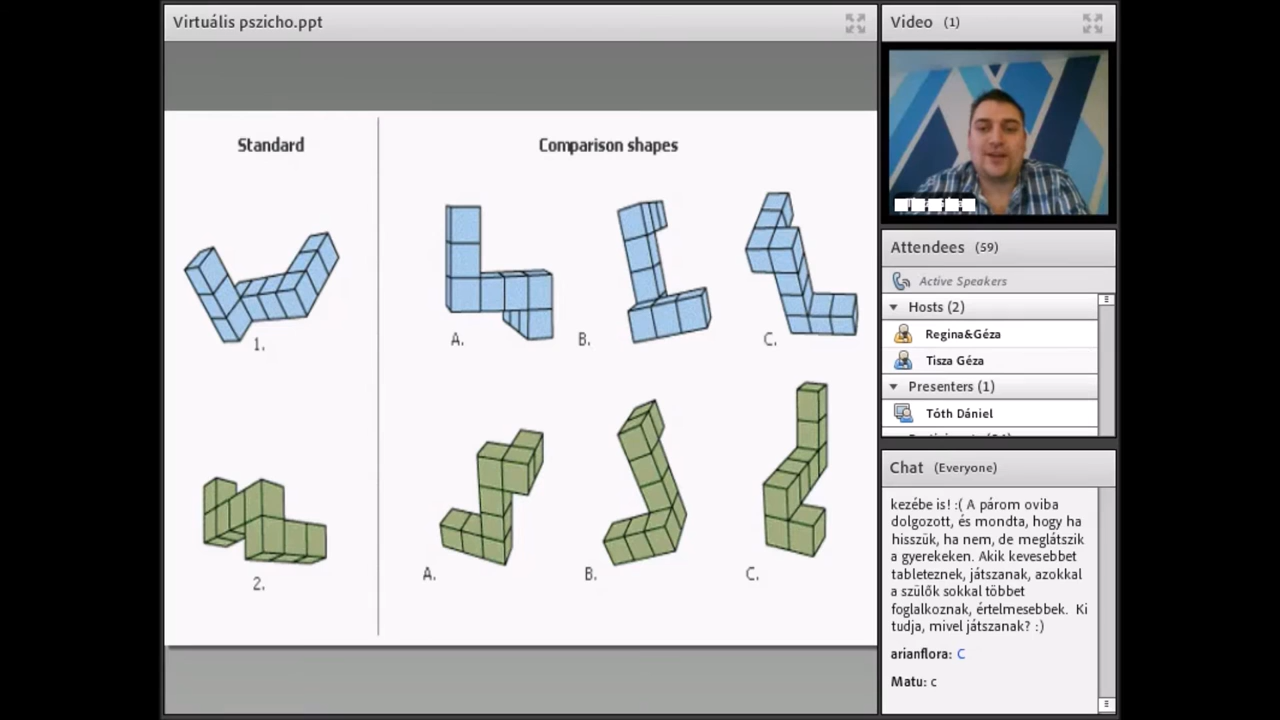 Virtuális pszicho.ppt
Standard
Comparison shapes
1.
A.
B.
C.
2.
A.
B.
C.
Video (1)
Attendees (59)
Active Speakers
Hosts (2)
Regina&Géza
Tisza Géza
Presenters (1)
Tóth Dániel
Chat (Everyone)
kezébe is! :( A párom oviba
dolgozott, és mondta, hogy ha
hisszük, ha nem, de meglátszik
a gyerekeken. Akik kevesebbet
tableteznek, játszanak, azokkal
a szülők sokkal többet
foglalkoznak, értelmesebbek. Ki
tudja, mivel játszanak? :)
arianflora: C
Matu: c